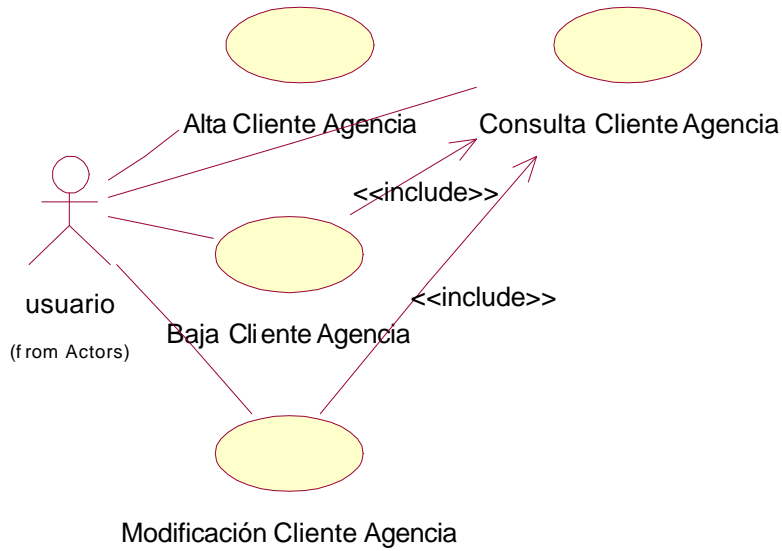 Alta Cliente Agencia
Consulta Cliente Agencia
<<include>>
<<include>>
usuario
(from Actors)
Baja Cliente Agencia
Modificación Cliente Agencia